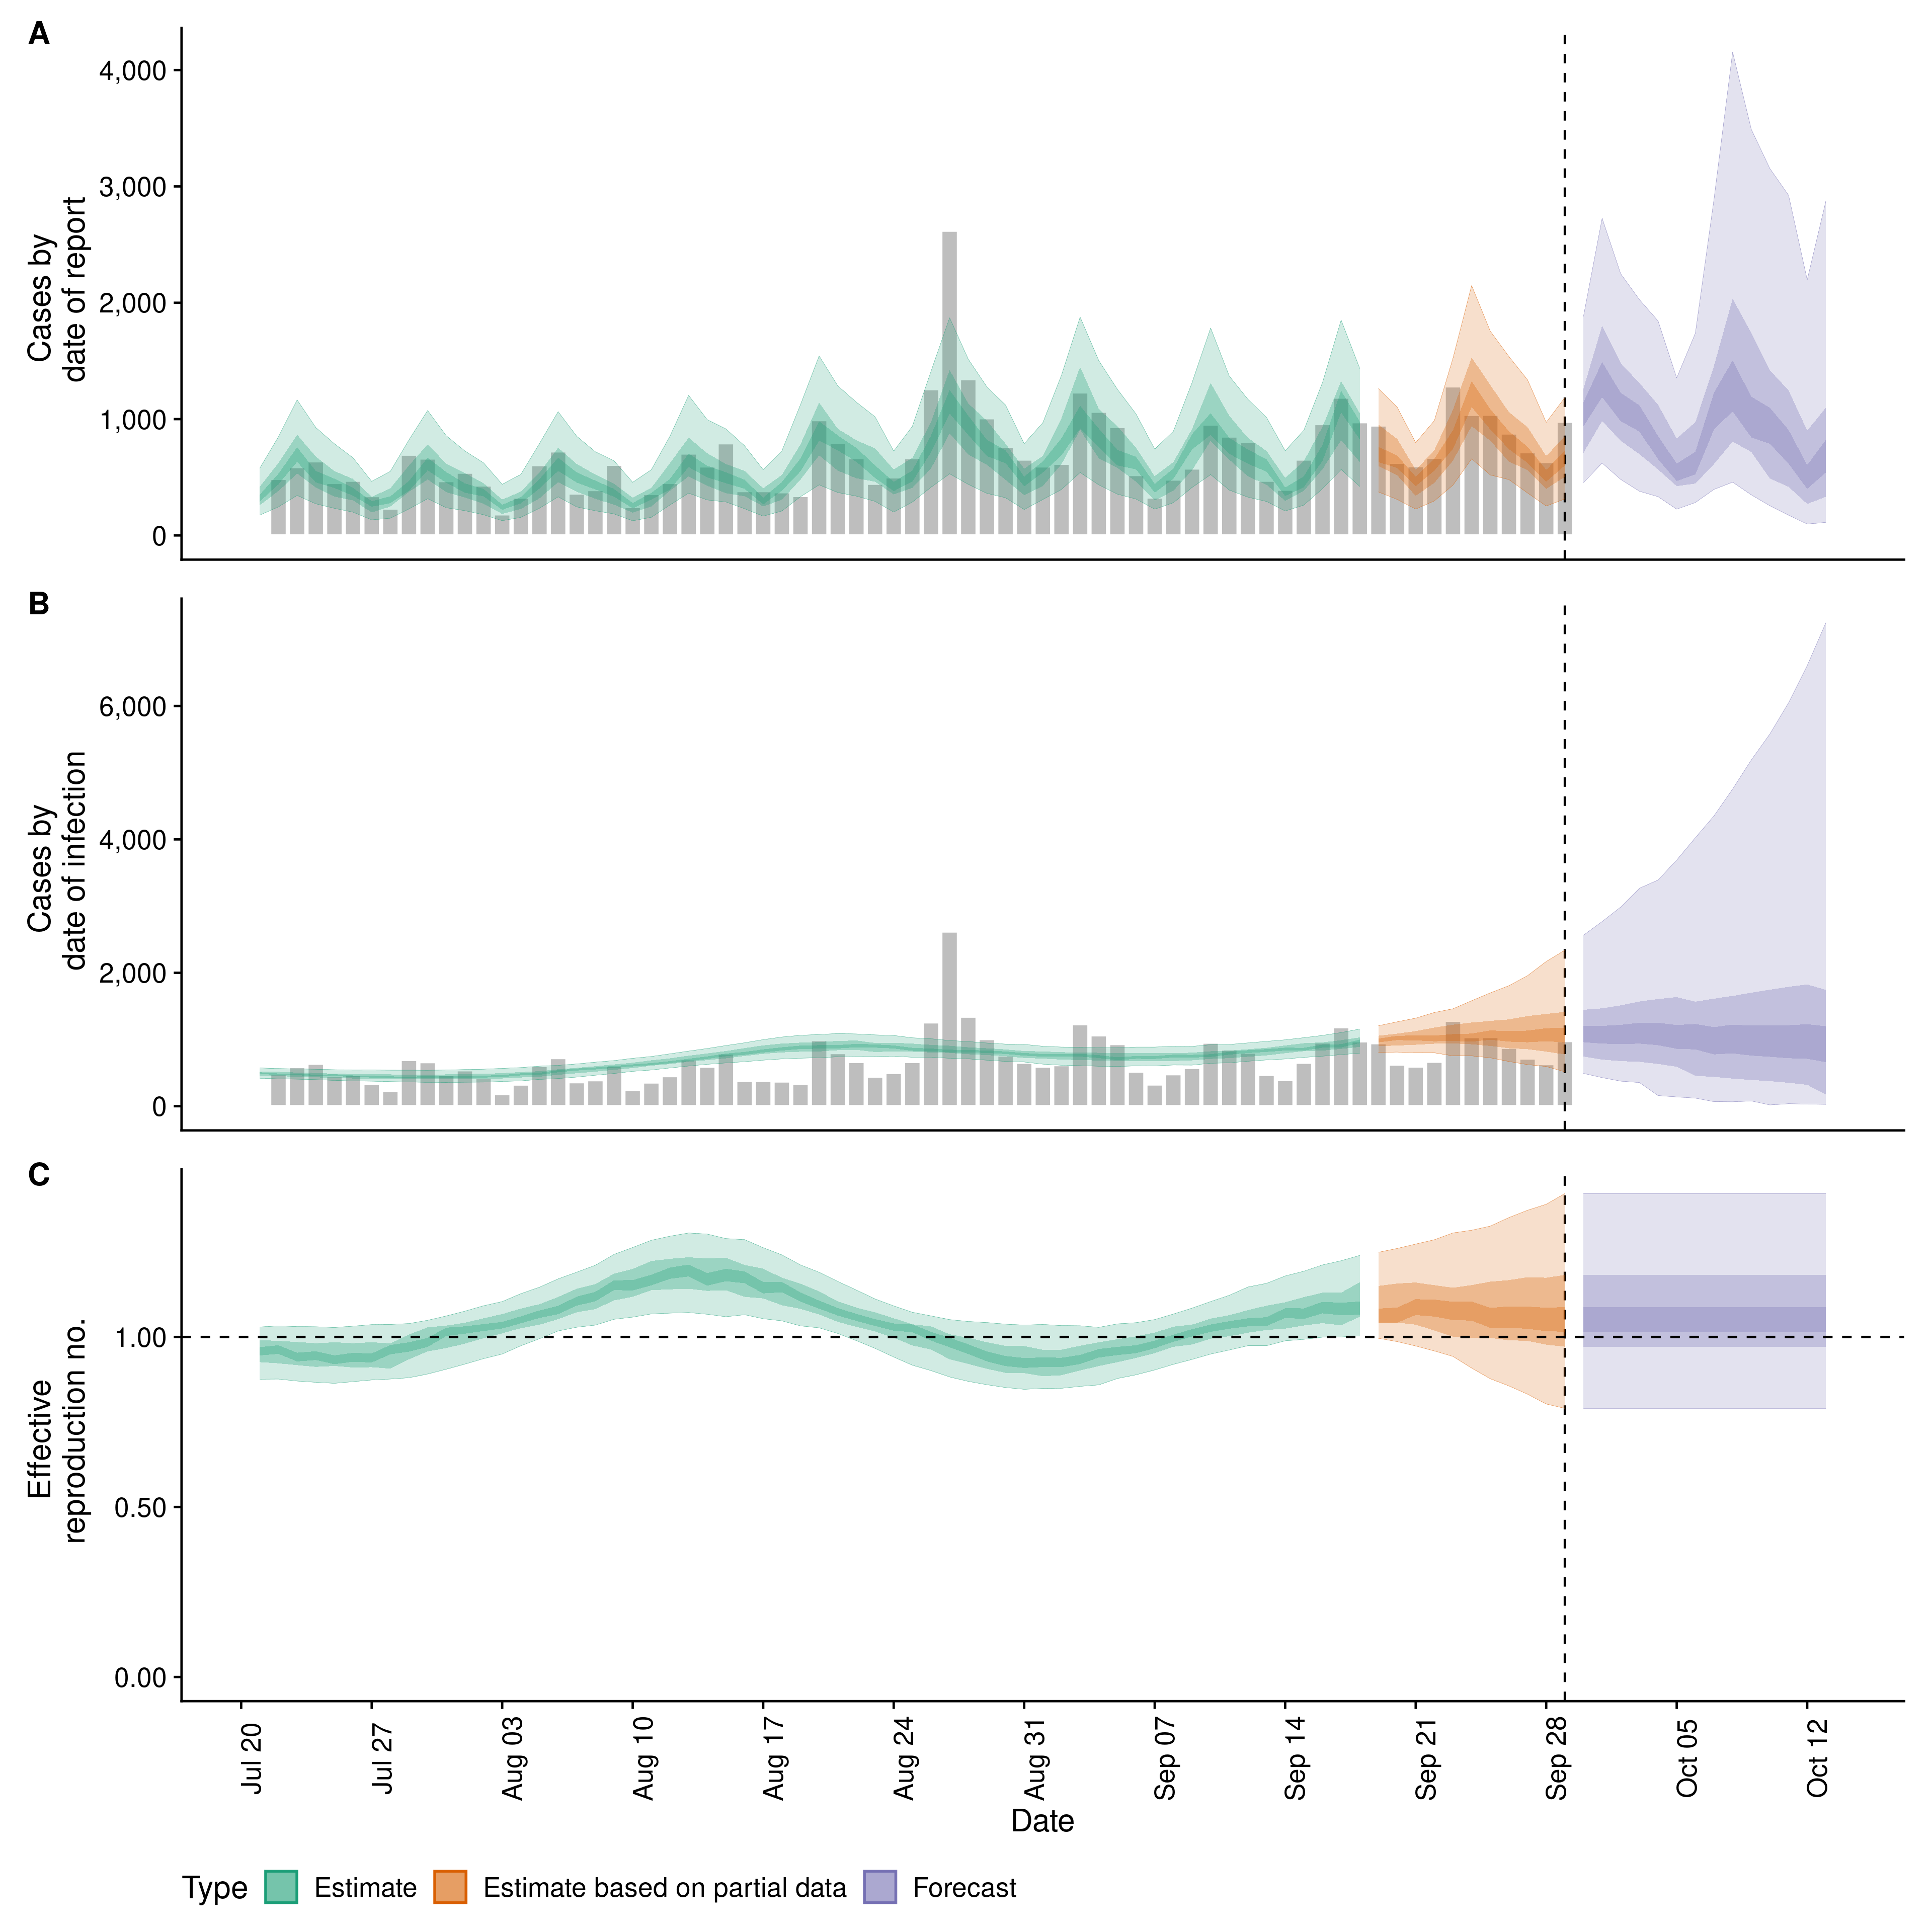 A
4,000
3,000
2,000
1,000
0
Cases by
date of report
B
6,000
4,000
2,000
0
Cases by
date of infection
C
1.00
0.50
0.00
Effective
reproduction no.
Jul 20
Jul 27
Aug 03
Aug 10
Aug 17
Aug 24
Aug 31
Sep 07
Sep 14
Sep 21
Sep 28
Oct 05
Oct 12
Date
Type Estimate Estimate based on partial data Forecast